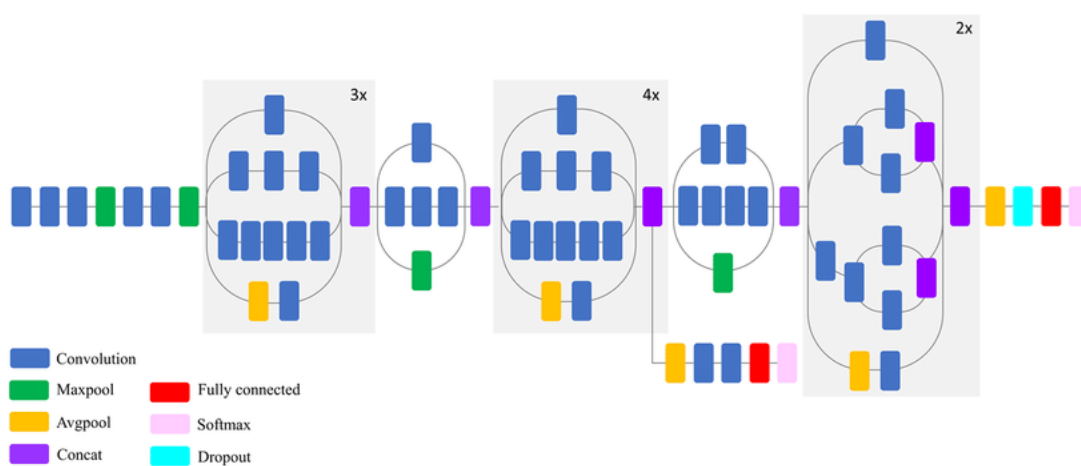 2x
3x
4x
Convolution
Maxpool
Fully connected
Avgpool
Softmax
Concat
Dropout